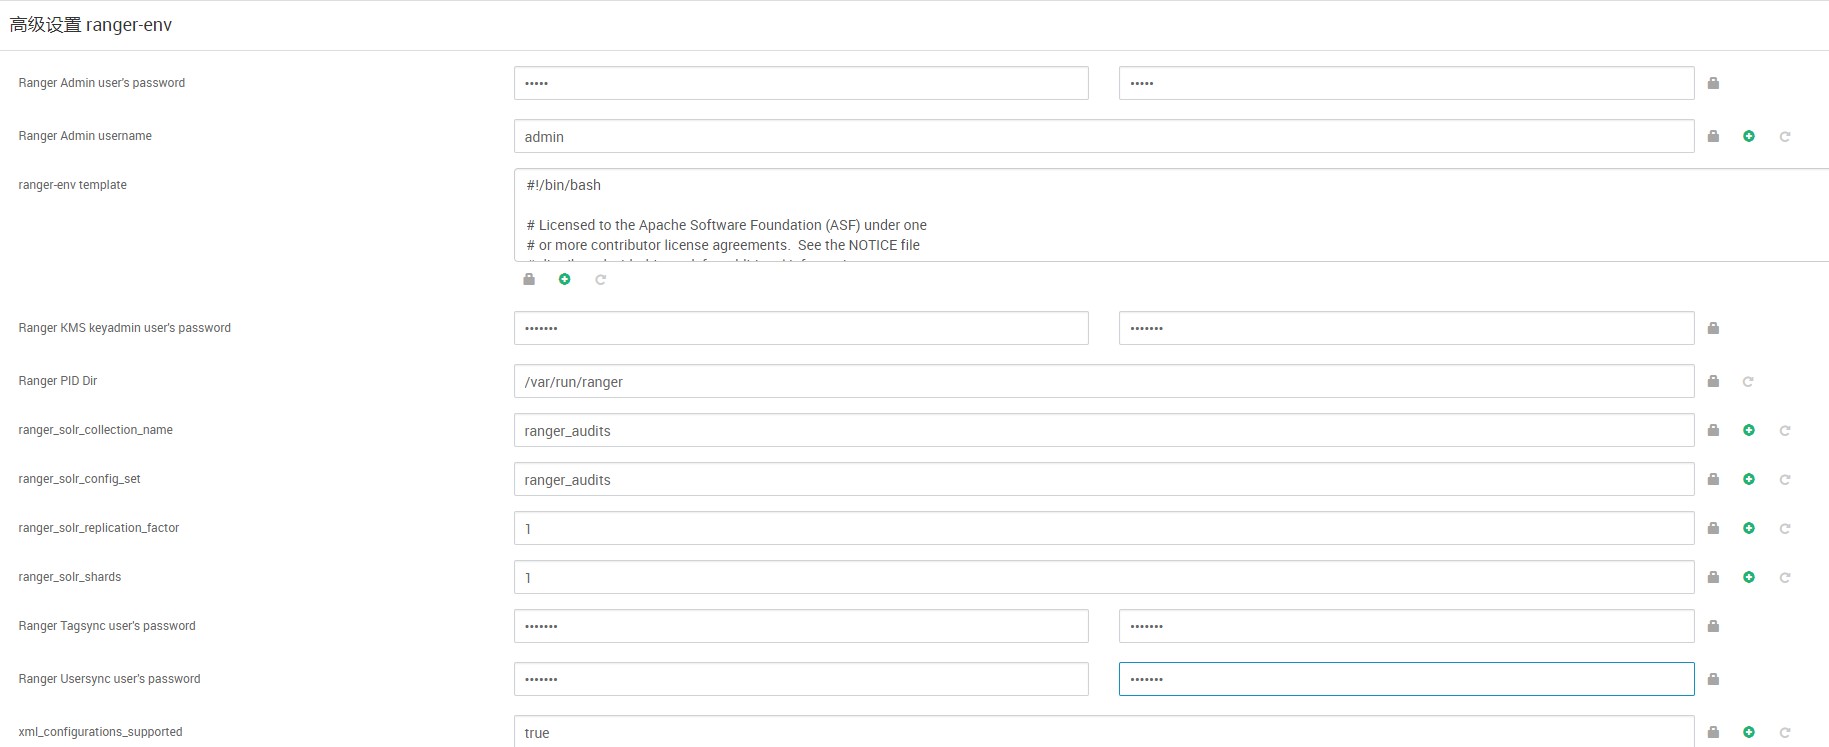 高级设置 ranger-env
Ranger Admin user's password
••••• •••••
Ranger Admin username
admin
ranger-env template
#!/bin/bash
# Licensed to the Apache Software Foundation (ASF) under one
# or more contributor license agreements.  See the NOTICE file
Ranger KMS keyadmin user's password
••••••• •••••••
Ranger PID Dir
/var/run/ranger
ranger_solr_collection_name
ranger_audits
ranger_solr_config_set
ranger_audits
ranger_solr_replication_factor
1
ranger_solr_shards
1
Ranger Tagsync user's password
••••••• •••••••
Ranger Usersync user's password
••••••• •••••••
xml_configurations_supported
true